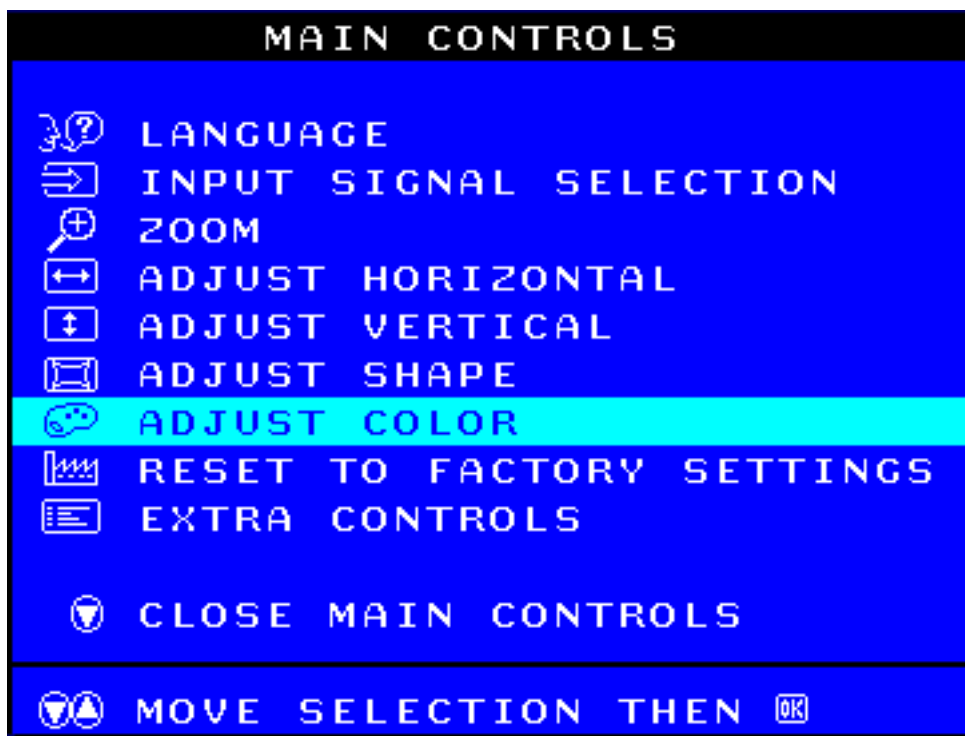 MAIN CONTROLS
LANGUAGE
INPUT SIGNAL SELECTION
ZOOM
ADJUST HORIZONTAL
ADJUST VERTICAL
ADJUST SHAPE
ADJUST COLOR
RESET TO FACTORY SETTINGS
EXTRA CONTROLS
CLOSE MAIN CONTROLS
MOVE SELECTION THEN OK